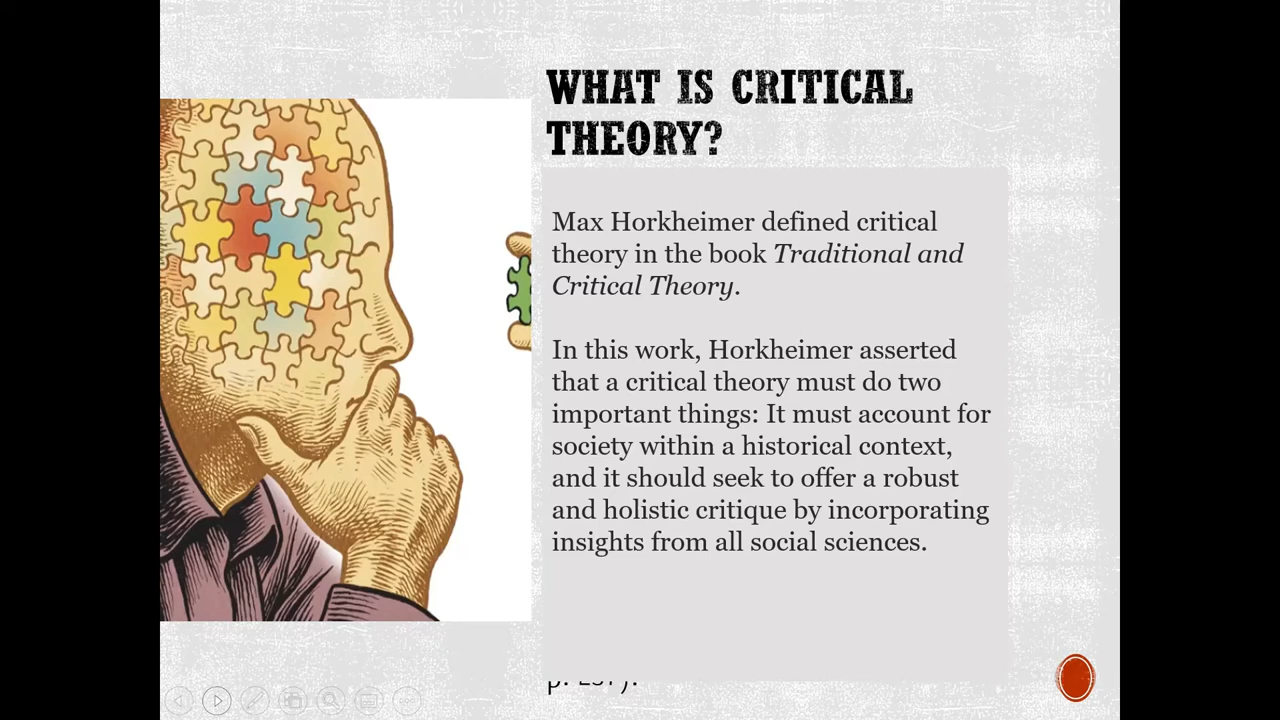 WHAT IS CRITICAL
THEORY?
Max Horkheimer defined critical
theory in the book Traditional and
Critical Theory.
In this work, Horkheimer asserted
that a critical theory must do two
important things: It must account for
society within a historical context,
and it should seek to offer a robust
and holistic critique by incorporating
insights from all social sciences.